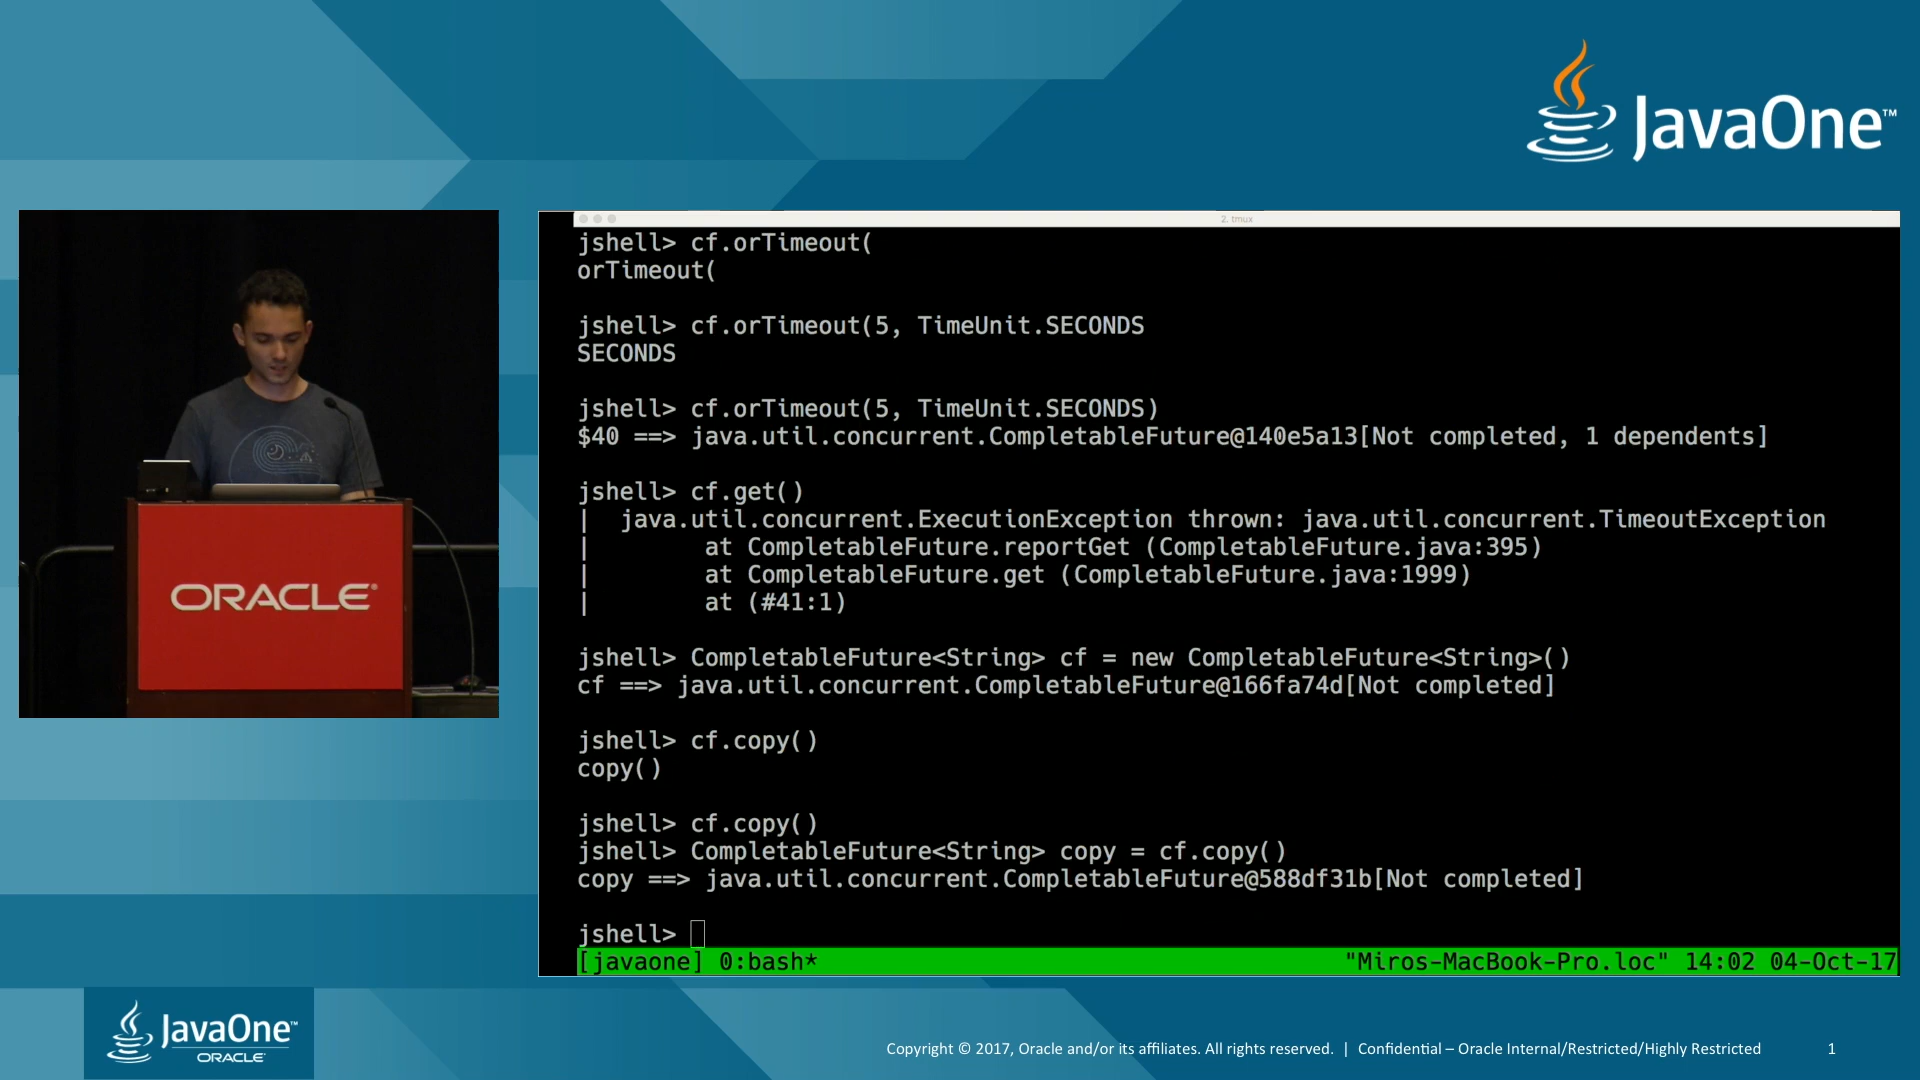 JavaOne™
2. tmux
jshell> cf.orTimeout(
orTimeout(
jshell> cf.orTimeout(5, TimeUnit.SECONDS
SECONDS
jshell> cf.orTimeout(5, TimeUnit.SECONDS)
$40 ==> java.util.concurrent.CompletableFuture@140e5a13[Not completed, 1 dependents]
jshell> cf.get()
|  java.util.concurrent.ExecutionException thrown: java.util.concurrent.TimeoutException
|        at CompletableFuture.reportGet (CompletableFuture.java:395)
|        at CompletableFuture.get (CompletableFuture.java:1999)
|        at (#41:1)
jshell> CompletableFuture<String> cf = new CompletableFuture<String>()
cf ==> java.util.concurrent.CompletableFuture@166fa74d[Not completed]
jshell> cf.copy()
copy()
jshell> cf.copy()
jshell> CompletableFuture<String> copy = cf.copy()
copy ==> java.util.concurrent.CompletableFuture@588df31b[Not completed]
jshell>
[javaone] 0:bash* "Miros-MacBook-Pro.loc" 14:02 04-Oct-17
ORACLE®
JavaOne™
ORACLE®
Copyright © 2017, Oracle and/or its affiliates. All rights reserved. | Confidential – Oracle Internal/Restricted/Highly Restricted 1